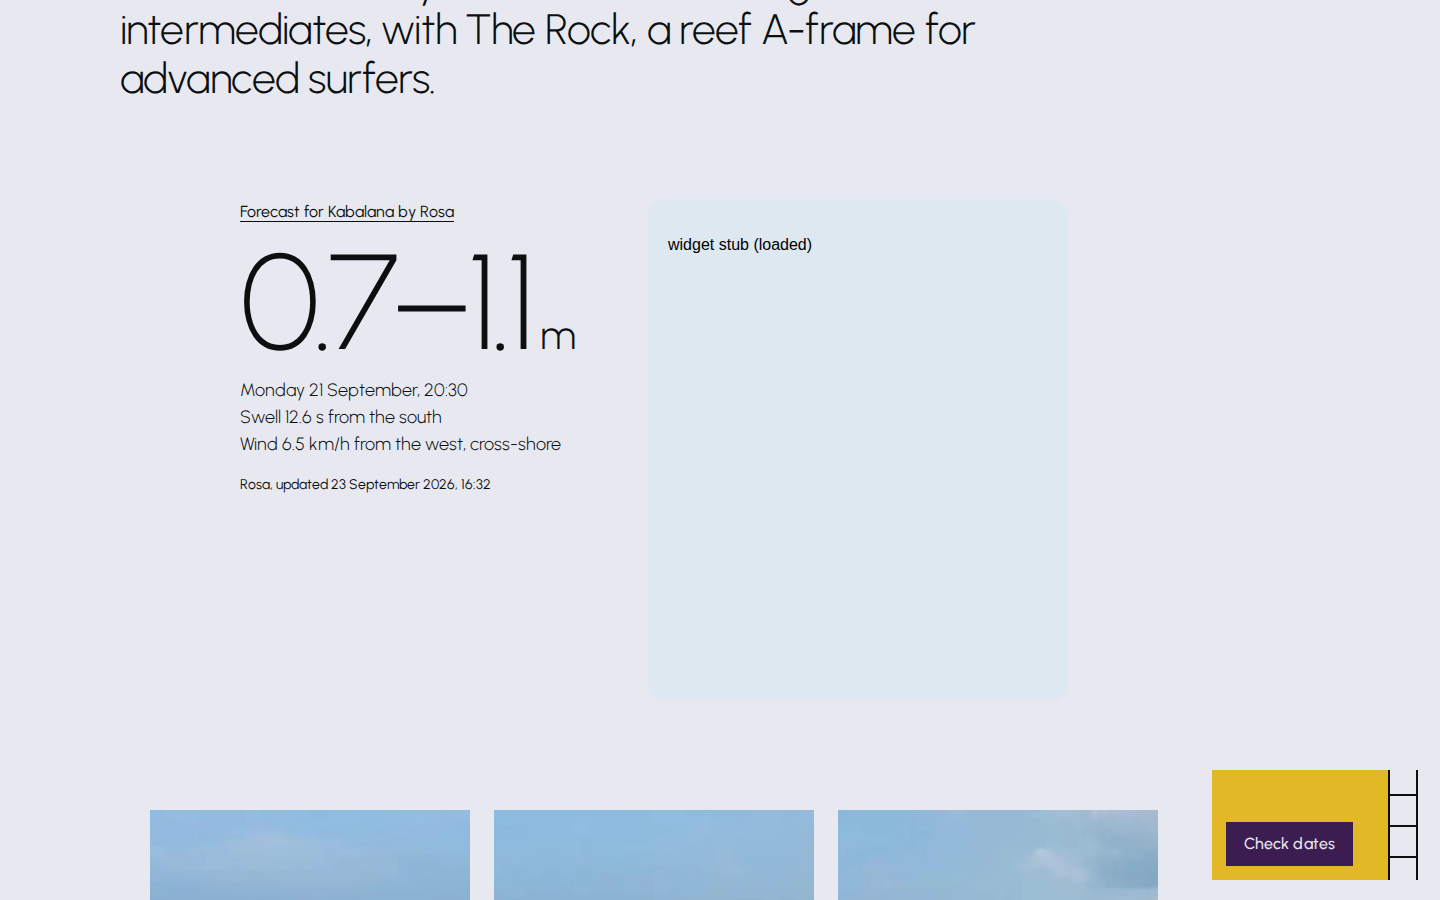 intermediates, with The Rock, a reef A-frame for
advanced surfers.
Forecast for Kabalana by Rosa
0.7–1.1 m
Monday 21 September, 20:30
Swell 12.6 s from the south
Wind 6.5 km/h from the west, cross-shore
Rosa, updated 23 September 2026, 16:32
widget stub (loaded)
Check dates